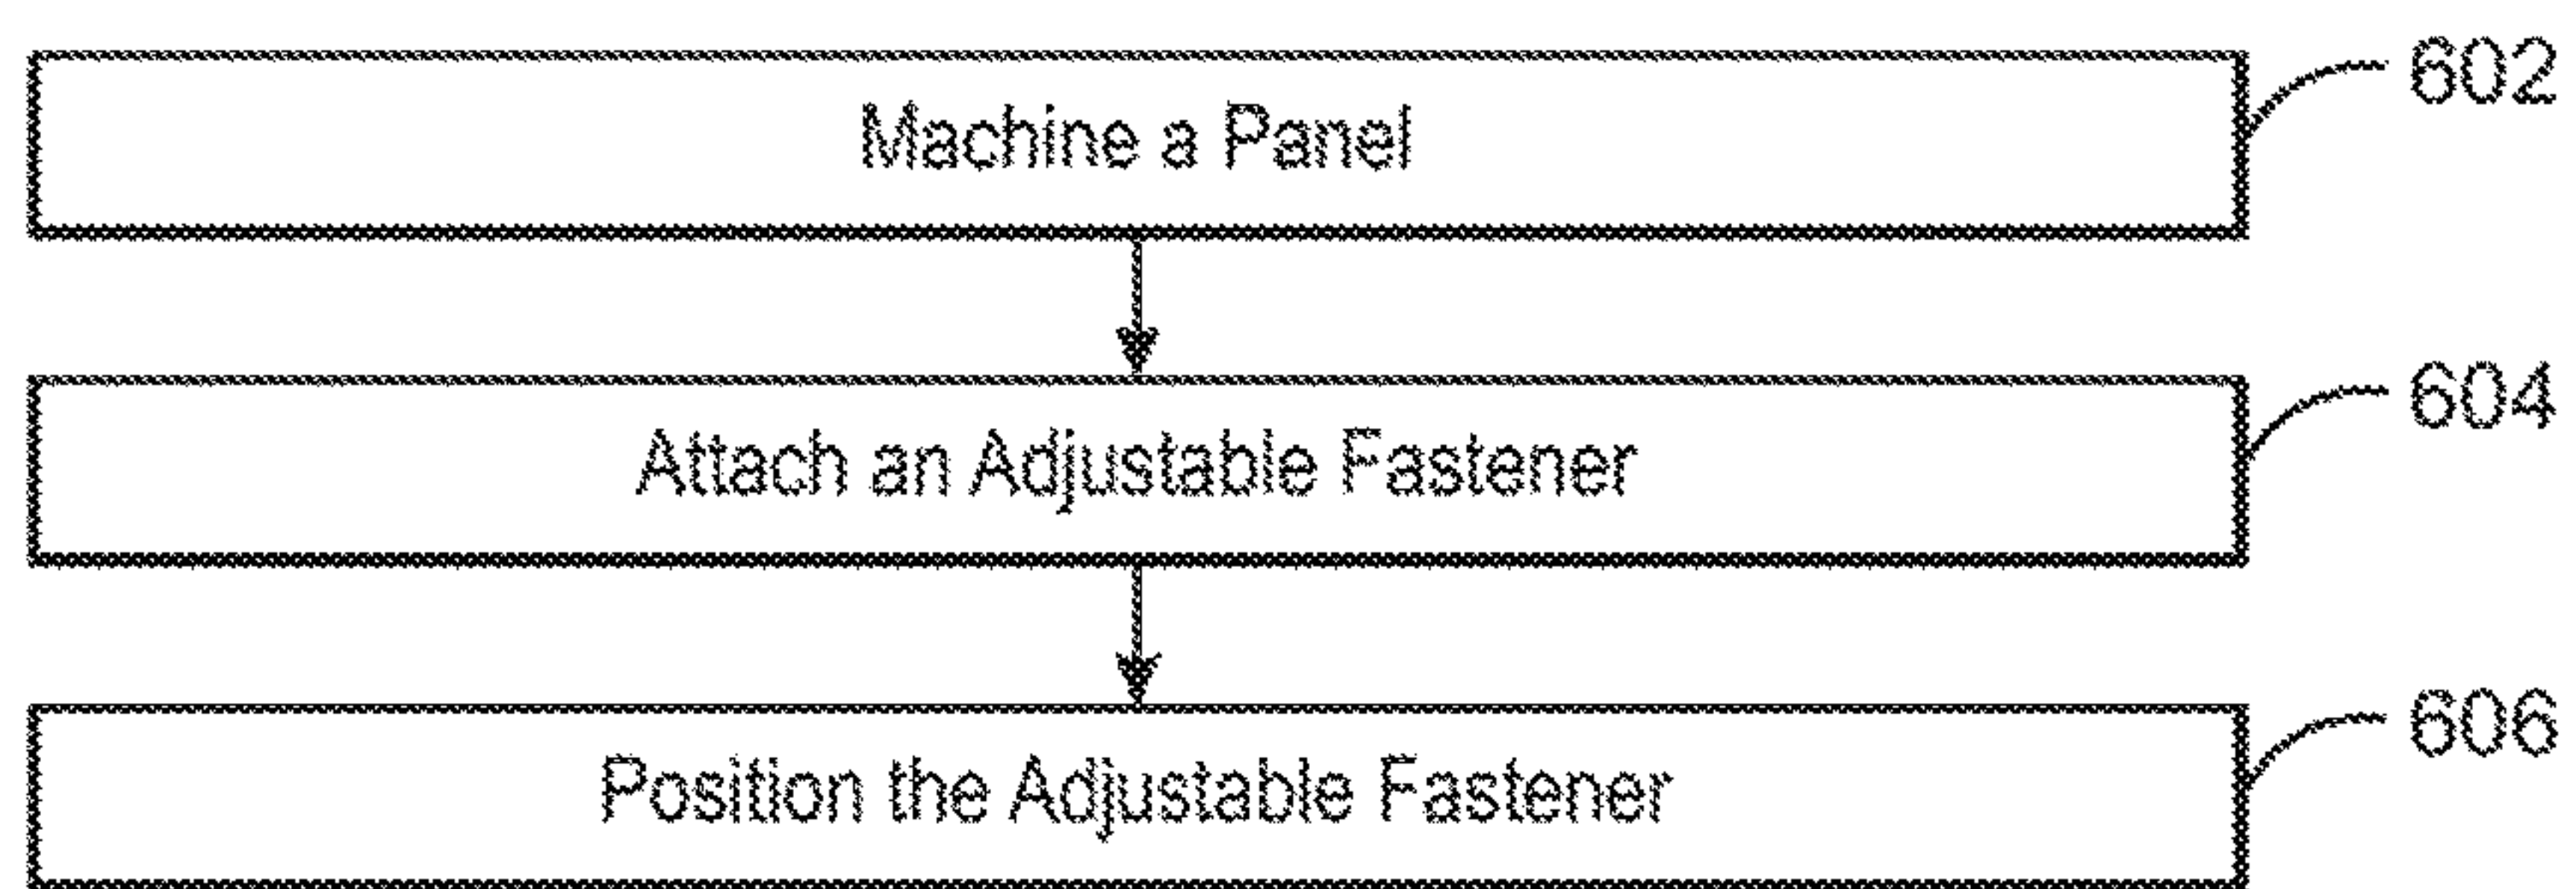 Machine a Panel
602
Attach an Adjustable Fastener
604
Position the Adjustable Fastener
606